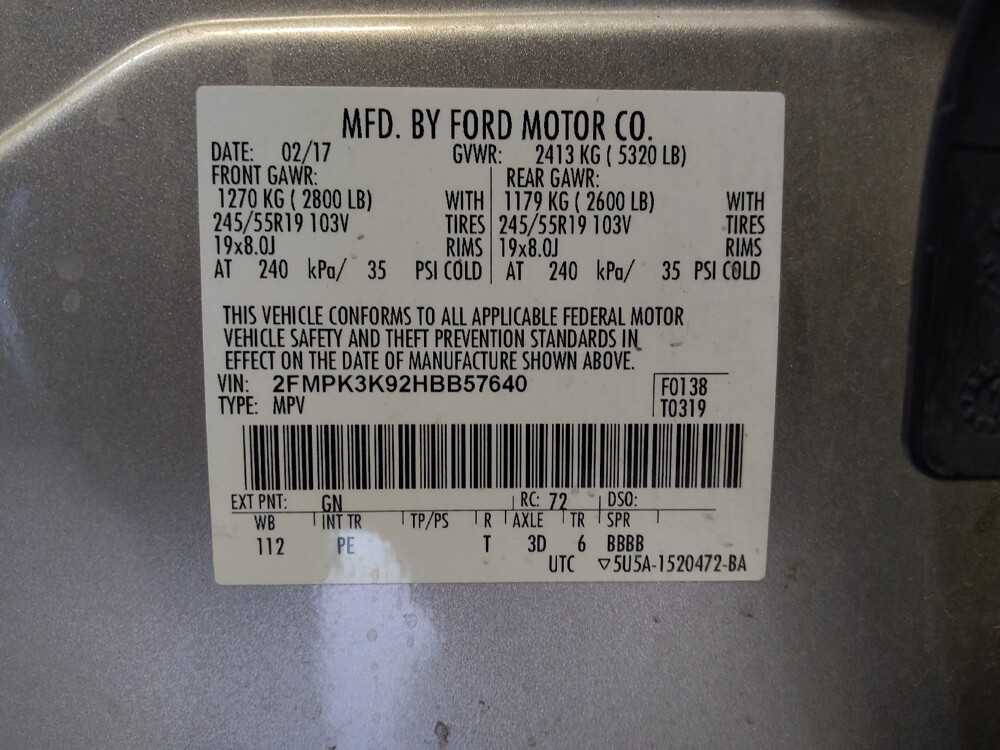 MFD. BY FORD MOTOR CO.
DATE: 02/17 GVWR: 2413 KG ( 5320 LB)
FRONT GAWR: REAR GAWR:
1270 KG ( 2800 LB) WITH 1179 KG ( 2600 LB) WITH
245/55R19 103V TIRES 245/55R19 103V TIRES
19x8.0J RIMS 19x8.0J RIMS
AT 240 kPa/ 35 PSI COLD AT 240 kPa/ 35 PSI COLD
THIS VEHICLE CONFORMS TO ALL APPLICABLE FEDERAL MOTOR
VEHICLE SAFETY AND THEFT PREVENTION STANDARDS IN
EFFECT ON THE DATE OF MANUFACTURE SHOWN ABOVE.
VIN: 2FMPK3K92HBB57640 F0138
TYPE: MPV T0319
EXT PNT: GN RC: 72 DSO:
WB INT TR TP/PS R AXLE TR SPR
112 PE T 3D 6 BBBB
UTC ▽5U5A-1520472-BA